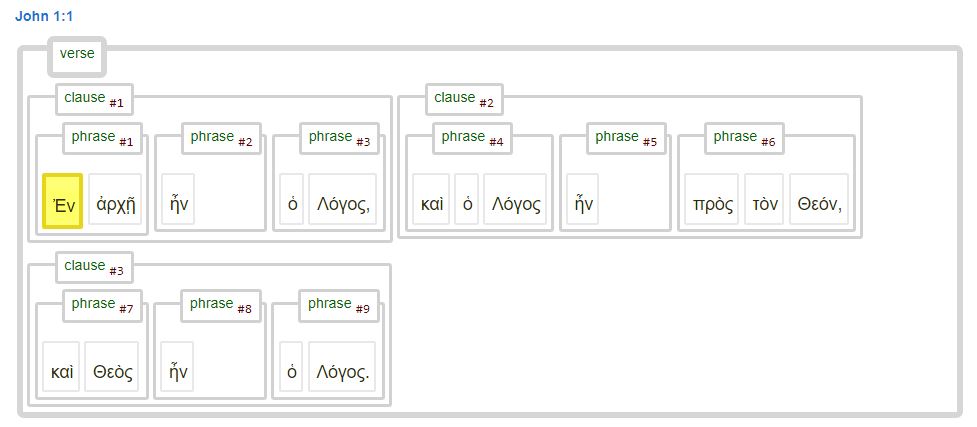 John 1:1
verse
clause #1 clause #2
phrase #1 phrase #2 phrase #3 phrase #4 phrase #5 phrase #6
Ἐν ἀρχῇ ἦν ὁ Λόγος, καὶ ὁ Λόγος ἦν πρὸς τὸν Θεόν,
clause #3
phrase #7 phrase #8 phrase #9
καὶ Θεὸς ἦν ὁ Λόγος.